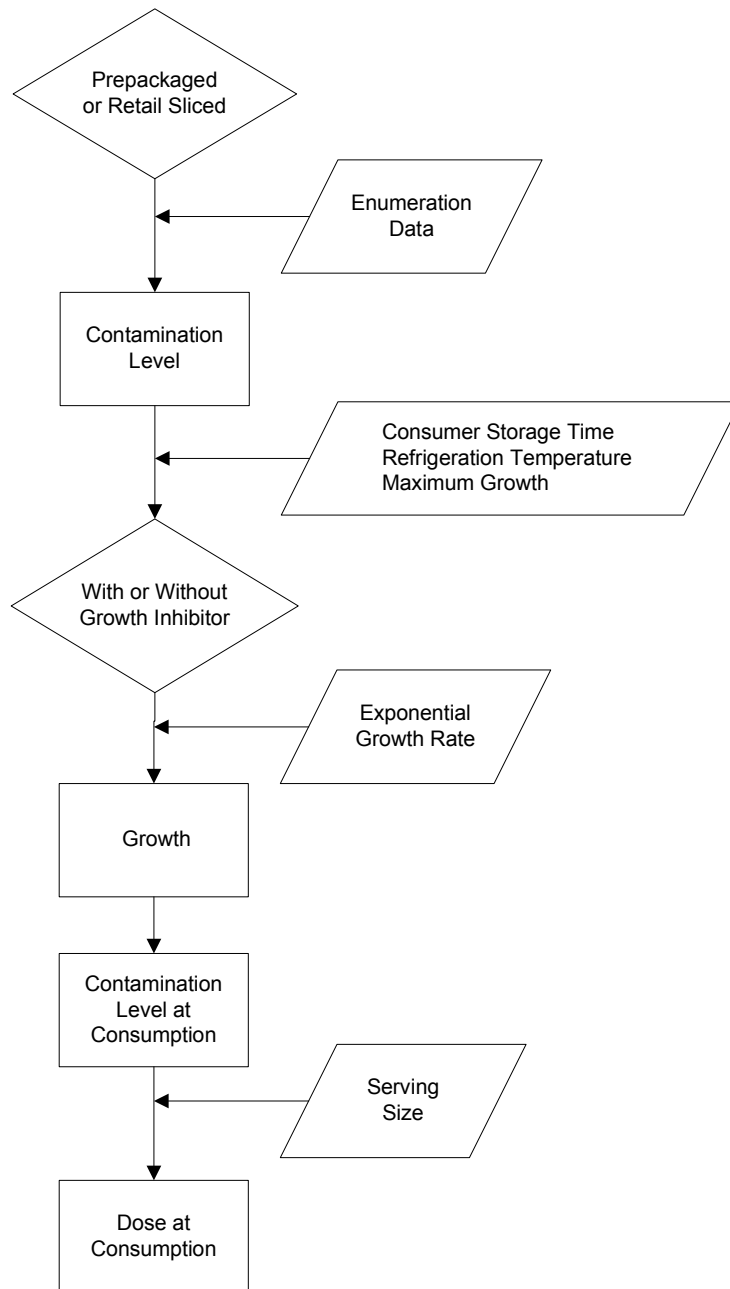 Prepackaged
or Retail Sliced
Enumeration
Data
Contamination
Level
Consumer Storage Time
Refrigeration Temperature
Maximum Growth
With or Without
Growth Inhibitor
Exponential
Growth Rate
Growth
Contamination
Level at
Consumption
Serving
Size
Dose at
Consumption